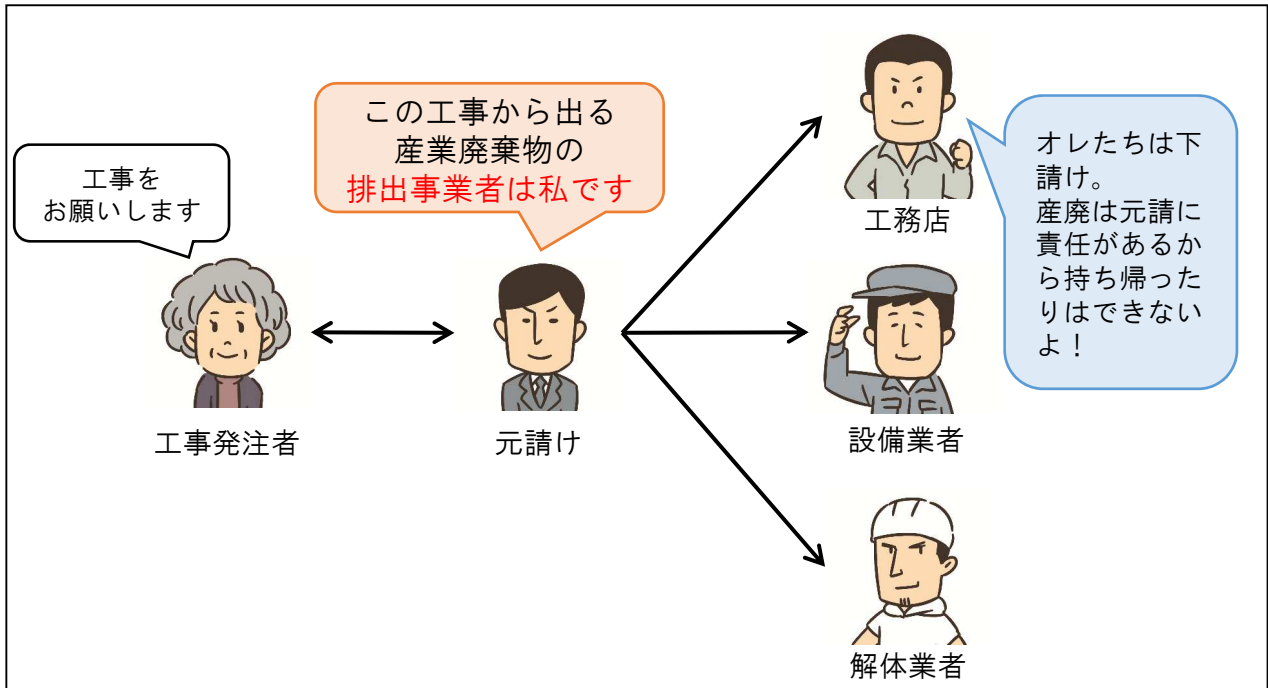 工事を
お願いします
この工事から出る
産業廃棄物の
排出事業者は私です
オレたちは下
請け。
産廃は元請に
責任があるか
ら持ち帰った
りはできない
よ！
工事発注者
元請け
工務店
設備業者
解体業者